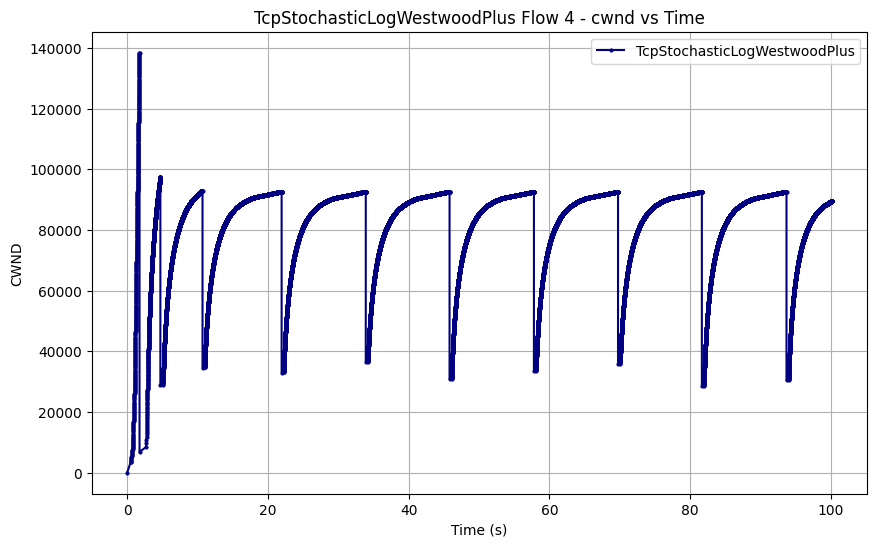 TcpStochasticLogWestwoodPlus Flow 4 - cwnd vs Time
TcpStochasticLogWestwoodPlus
CWND
140000
120000
100000
80000
60000
40000
20000
0
0 20 40 60 80 100
Time (s)